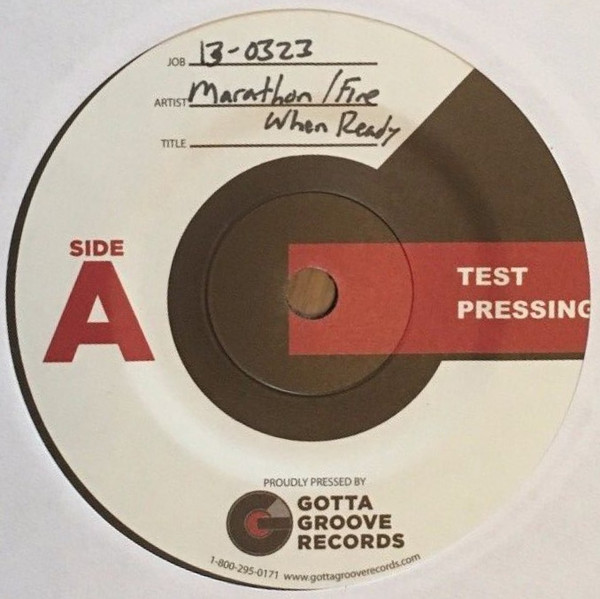 JOB 13-0323
ARTIST Marathon / Fire
When Ready
TITLE
SIDE
A
TEST
PRESSING
PROUDLY PRESSED BY
GOTTA
GROOVE
RECORDS
1-800-295-0171 www.gottagrooverecords.com